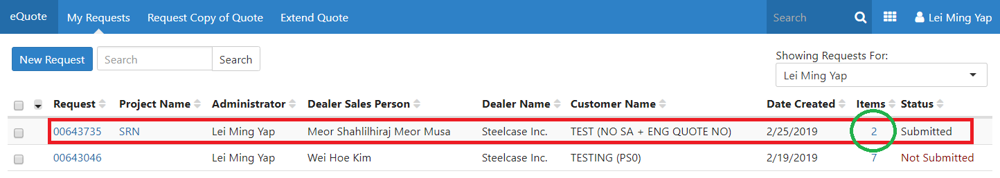 eQuote My Requests Request Copy of Quote Extend Quote Search Lei Ming Yap
New Request Search Search
Showing Requests For:
Lei Ming Yap
Request Project Name Administrator Dealer Sales Person Dealer Name Customer Name Date Created Items Status
00643735 SRN Lei Ming Yap Meor Shahlilhiraj Meor Musa Steelcase Inc. TEST (NO SA + ENG QUOTE NO) 2/25/2019 2 Submitted
00643046 Lei Ming Yap Wei Hoe Kim Steelcase Inc. TESTING (PS0) 2/19/2019 7 Not Submitted